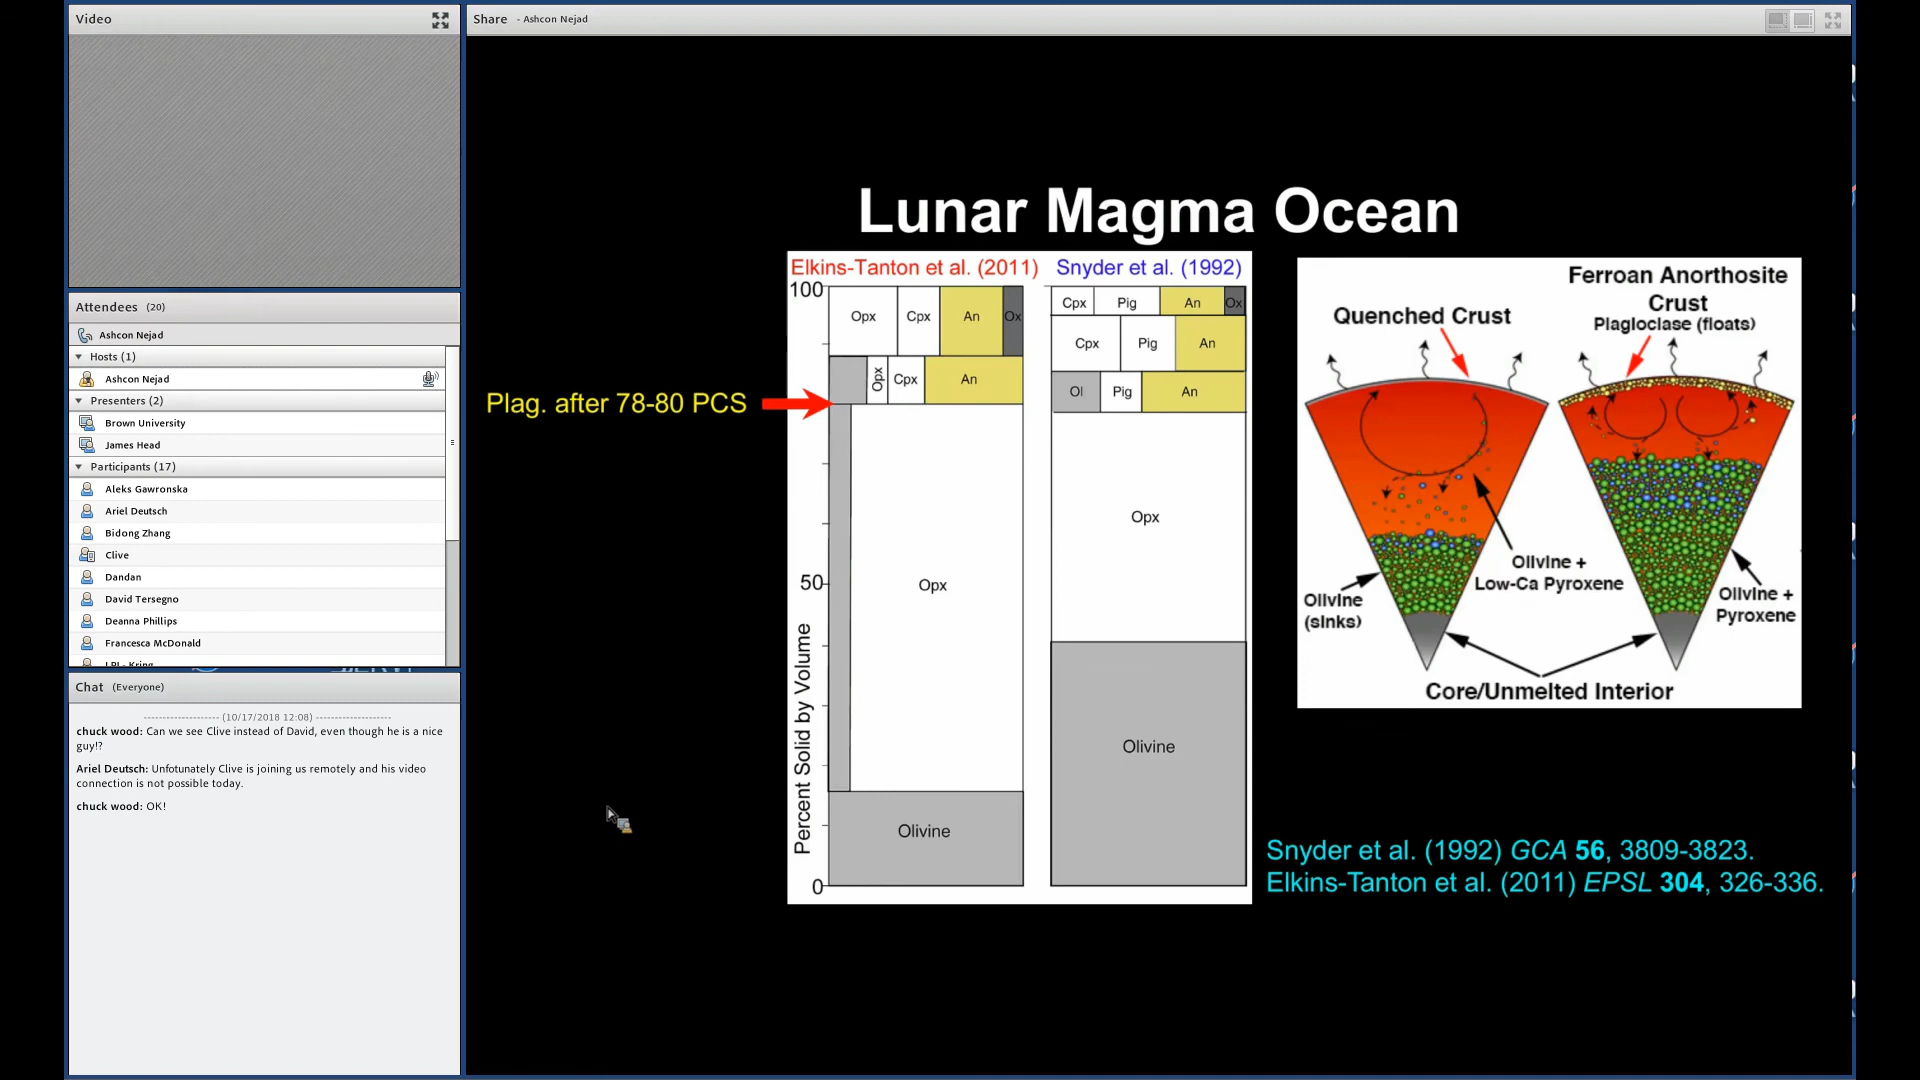 Video
Share - Ashcon Nejad
Attendees (20)
Ashcon Nejad
Hosts (1)
Ashcon Nejad
Presenters (2)
Brown University
James Head
Participants (17)
Aleks Gawronska
Ariel Deutsch
Bidong Zhang
Clive
Dandan
David Tersegno
Deanna Phillips
Francesca McDonald
LPI - Kring
Chat (Everyone)
-------------------- (10/17/2018 12:08) --------------------
chuck wood: Can we see Clive instead of David, even though he is a nice
guy!?
Ariel Deutsch: Unfotunately Clive is joining us remotely and his video
connection is not possible today.
chuck wood: OK!
Lunar Magma Ocean
Plag. after 78-80 PCS
Elkins-Tanton et al. (2011) Snyder et al. (1992)
100
50
0
Percent Solid by Volume
Opx Cpx An Ox
Opx Cpx An
Opx
Olivine
Cpx Pig An Ox
Cpx Pig An
Ol Pig An
Opx
Olivine
Quenched Crust
Ferroan Anorthosite
Crust
Plagloclase (floats)
Olivine
(sinks)
Olivine +
Low-Ca Pyroxene
Olivine +
Pyroxene
Core/Unmelted Interior
Snyder et al. (1992) GCA 56, 3809-3823.
Elkins-Tanton et al. (2011) EPSL 304, 326-336.